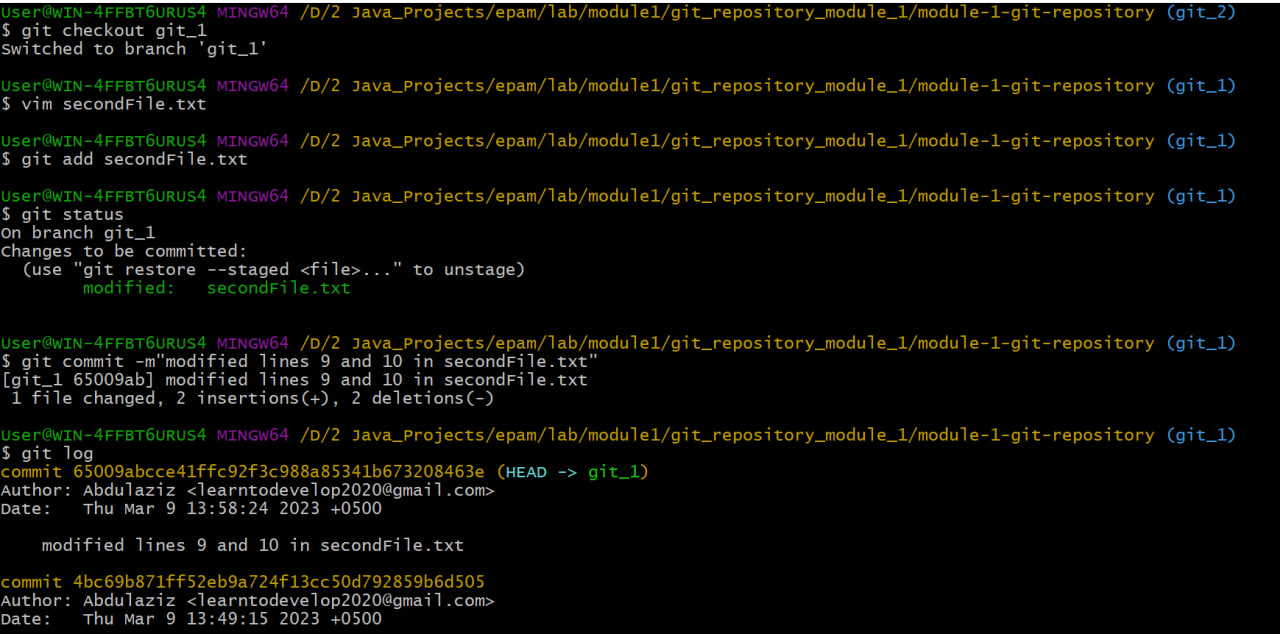 User@WIN-4FFBT6URUS4 MINGW64 /D/2 Java_Projects/epam/lab/module1/git_repository_module_1/module-1-git-repository (git_2)
$ git checkout git_1
Switched to branch 'git_1'
User@WIN-4FFBT6URUS4 MINGW64 /D/2 Java_Projects/epam/lab/module1/git_repository_module_1/module-1-git-repository (git_1)
$ vim secondFile.txt
User@WIN-4FFBT6URUS4 MINGW64 /D/2 Java_Projects/epam/lab/module1/git_repository_module_1/module-1-git-repository (git_1)
$ git add secondFile.txt
User@WIN-4FFBT6URUS4 MINGW64 /D/2 Java_Projects/epam/lab/module1/git_repository_module_1/module-1-git-repository (git_1)
$ git status
On branch git_1
Changes to be committed:
  (use "git restore --staged <file>..." to unstage)
        modified:   secondFile.txt
User@WIN-4FFBT6URUS4 MINGW64 /D/2 Java_Projects/epam/lab/module1/git_repository_module_1/module-1-git-repository (git_1)
$ git commit -m"modified lines 9 and 10 in secondFile.txt"
[git_1 65009ab] modified lines 9 and 10 in secondFile.txt
 1 file changed, 2 insertions(+), 2 deletions(-)
User@WIN-4FFBT6URUS4 MINGW64 /D/2 Java_Projects/epam/lab/module1/git_repository_module_1/module-1-git-repository (git_1)
$ git log
commit 65009abcce41ffc92f3c988a85341b673208463e (HEAD -> git_1)
Author: Abdulaziz <learntodevelop2020@gmail.com>
Date:   Thu Mar 9 13:58:24 2023 +0500
    modified lines 9 and 10 in secondFile.txt
commit 4bc69b871ff52eb9a724f13cc50d792859b6d505
Author: Abdulaziz <learntodevelop2020@gmail.com>
Date:   Thu Mar 9 13:49:15 2023 +0500